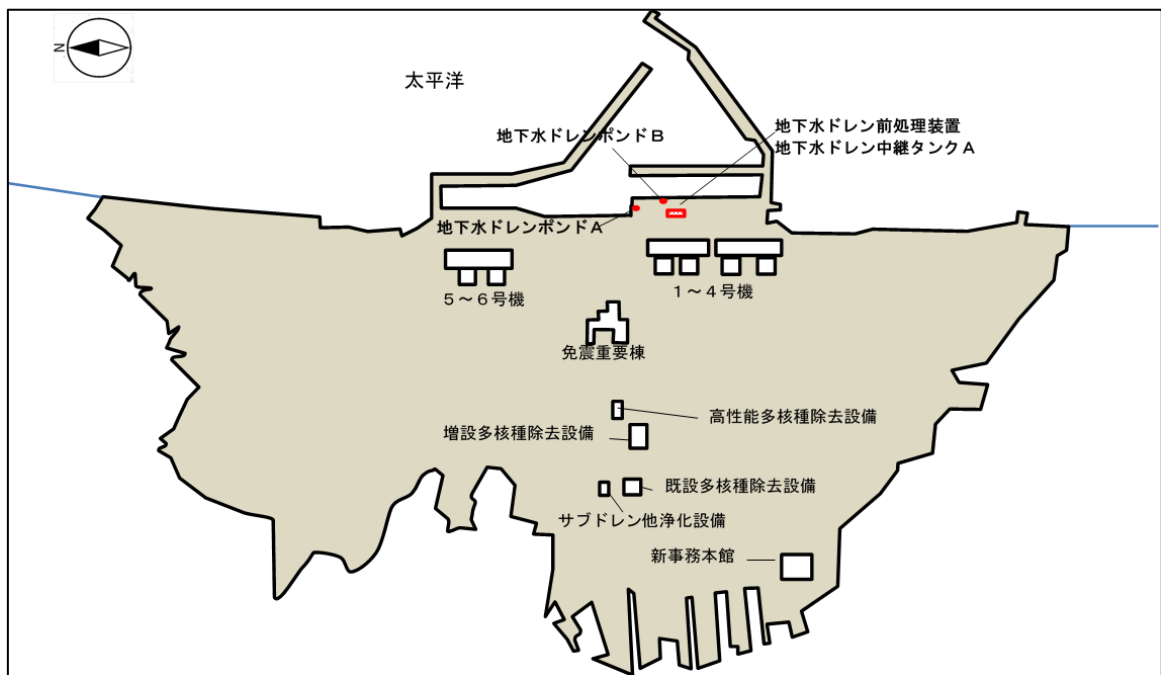 N
太平洋
地下水ドレンポンドB
地下水ドレン前処理装置
地下水ドレン中継タンクA
地下水ドレンポンドA
5~6号機
1~4号機
免震重要棟
高性能多核種除去設備
増設多核種除去設備
既設多核種除去設備
サブドレン他浄化設備
新事務本館